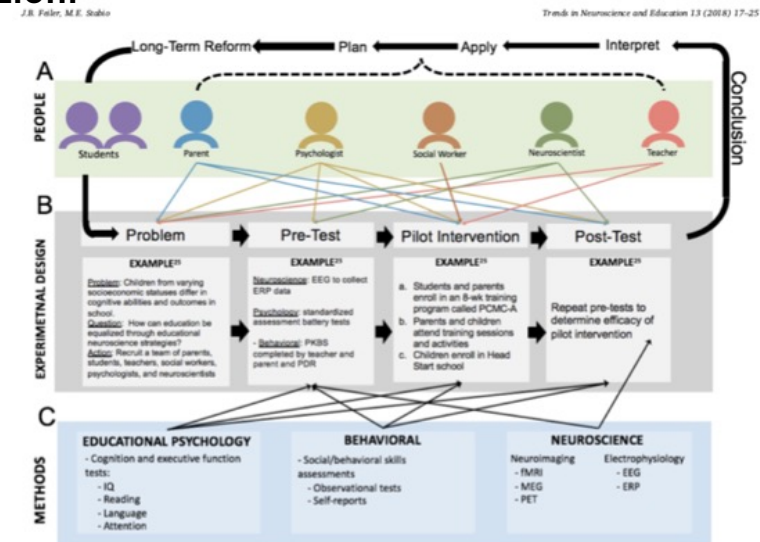 J.B. Feiler, M.E. Stabio
Trends in Neuroscience and Education 13 (2018) 17–25
Long-Term Reform
Plan
Apply
Interpret
Conclusion
A
PEOPLE
Students
Parent
Psychologist
Social Worker
Neuroscientist
Teacher
B
EXPERIMETNAL DESIGN
Problem
Pre-Test
Pilot Intervention
Post-Test
EXAMPLE²⁵
Problem: Children from varying
socioeconomic statuses differ in
cognitive abilities and outcomes in
school.
Question: How can education be
equalized through educational
neuroscience strategies?
Action: Recruit a team of parents,
students, teachers, social workers,
psychologists, and neuroscientists
EXAMPLE²⁵
Neuroscience: EEG to collect
ERP data
Psychology: standardized
assessment battery tests
- Behavioral: PKBS
completed by teacher and
parent and PDR
EXAMPLE²⁵
a. Students and parents
enroll in an 8-wk training
program called PCMC-A
b. Parents and children
attend training sessions
and activities
c. Children enroll in Head
Start school
EXAMPLE²⁵
Repeat pre-tests to
determine efficacy of
pilot intervention
C
METHODS
EDUCATIONAL PSYCHOLOGY
- Cognition and executive function
tests:
- IQ
- Reading
- Language
- Attention
BEHAVIORAL
- Social/behavioral skills
assessments
- Observational tests
- Self-reports
NEUROSCIENCE
Neuroimaging
- fMRI
- MEG
- PET
Electrophysiology
- EEG
- ERP